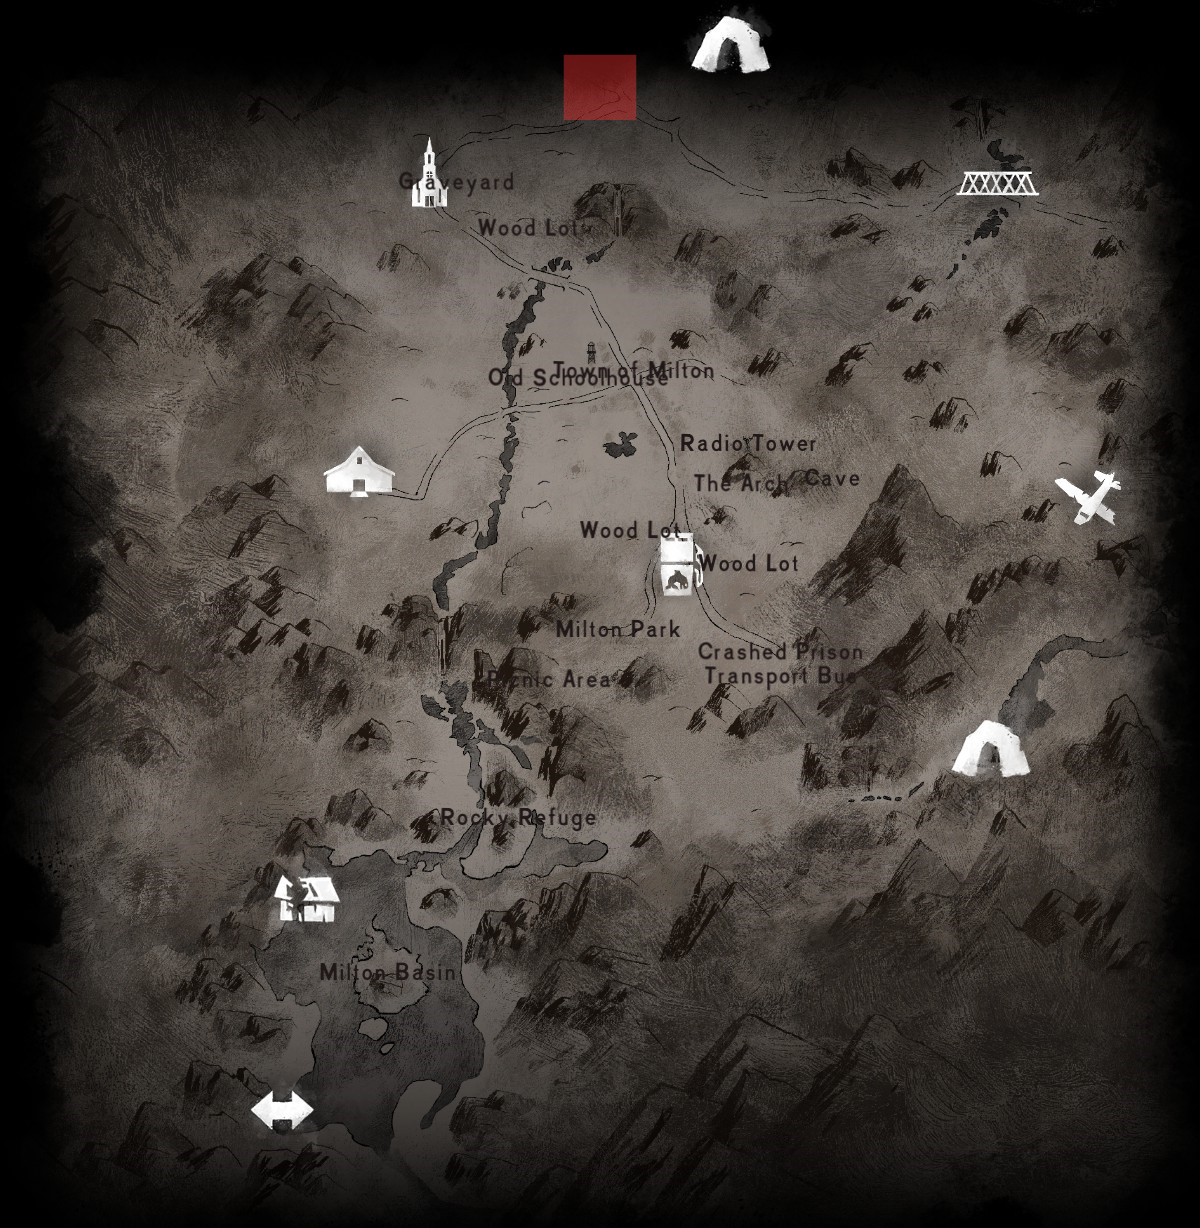 Graveyard
Wood Lot
Town of Milton
Old Schoolhouse
Radio Tower
The Arch
Cave
Wood Lot
Wood Lot
Milton Park
Crashed Prison
Transport Bus
Picnic Area
Rocky Refuge
Milton Basin